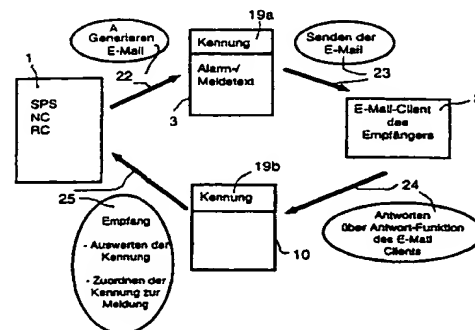 A
Generieren
E-Mail
22
1
SPS
NC
RC
Kennung
19a
Alarm-/
Meldetext
3
Senden der
E-Mail
23
E-Mail-Client
des
Empfängers
24
Antworten
über Antwort-Funktion
des E-Mail
Clients
19b
Kennung
10
25
Empfang
- Auswerten der
Kennung
- Zuordnen der
Kennung zur
Meldung